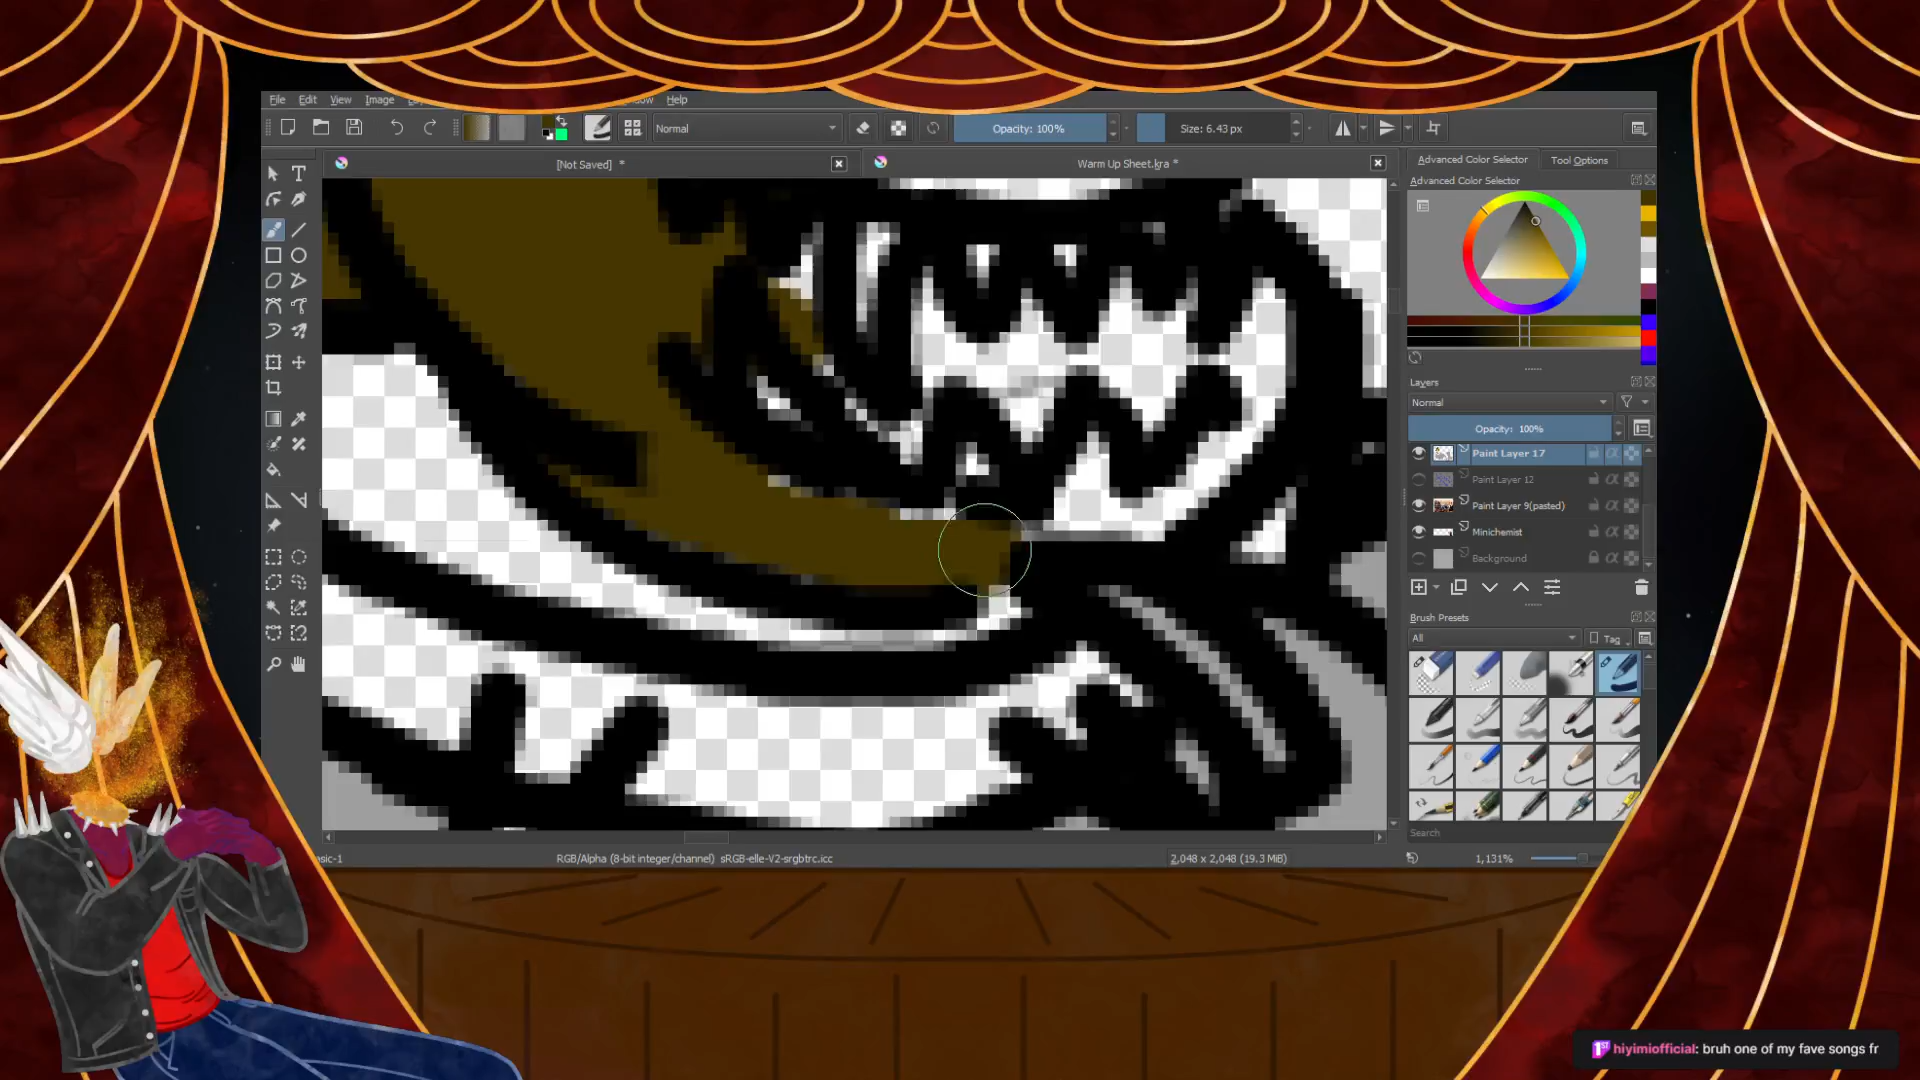 File Edit View Image
Help
Normal
Opacity: 100%
Size: 6.43 px
[Not Saved] *
Warm Up Sheet.kra *
Advanced Color Selector
Tool Options
Advanced Color Selector
Layers
Normal
Opacity: 100%
Paint Layer 17
Paint Layer 12
Paint Layer 9(pasted)
Minichemist
Background
Brush Presets
All
Tag
Search
RGB/Alpha (8-bit integer/channel) sRGB-elle-V2-srgbtrc.icc
2,048 x 2,048 (19.3 MiB)
1,131%
1ST hiyimiofficial: bruh one of my fave songs fr